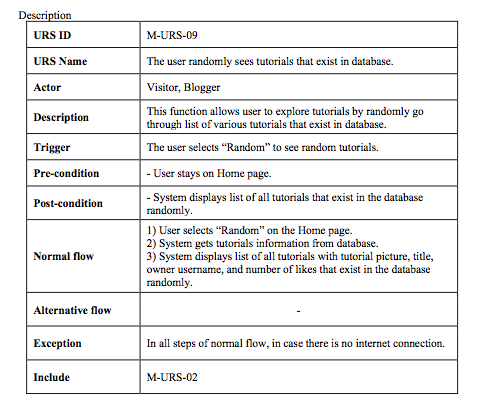 Description
URS ID M-URS-09
URS Name The user randomly sees tutorials that exist in database.
Actor Visitor, Blogger
Description This function allows user to explore tutorials by randomly go
through list of various tutorials that exist in database.
Trigger The user selects “Random” to see random tutorials.
Pre-condition - User stays on Home page.
Post-condition - System displays list of all tutorials that exist in the database
randomly.
Normal flow 1) User selects “Random” on the Home page.
2) System gets tutorials information from database.
3) System displays list of all tutorials with tutorial picture, title,
owner username, and number of likes that exist in the database
randomly.
Alternative flow -
Exception In all steps of normal flow, in case there is no internet connection.
Include M-URS-02